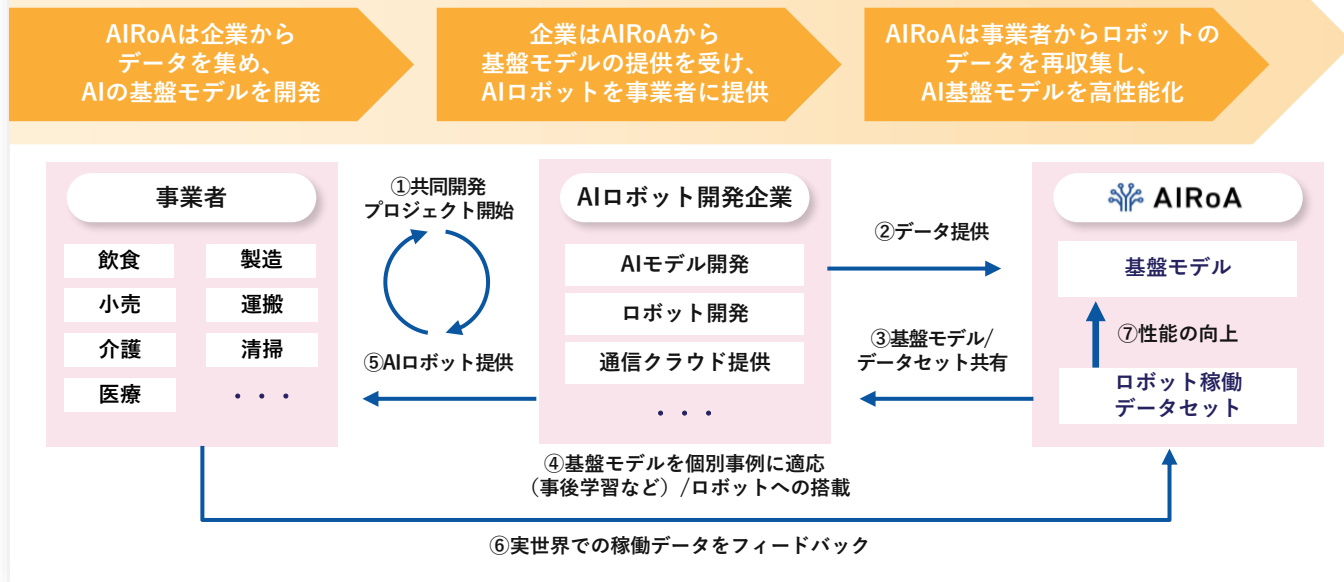 AIRoAは企業から
データを集め、
AIの基盤モデルを開発
企業はAIRoAから
基盤モデルの提供を受け、
AIロボットを事業者に提供
AIRoAは事業者からロボットの
データを再収集し、
AI基盤モデルを高性能化
事業者
飲食
製造
小売
運搬
介護
清掃
医療
・・・
①共同開発
プロジェクト開始
⑤AIロボット提供
AIロボット開発企業
AIモデル開発
ロボット開発
通信クラウド提供
・・・
②データ提供
③基盤モデル/
データセット共有
AIRoA
基盤モデル
⑦性能の向上
ロボット稼働
データセット
④基盤モデルを個別事例に適応
（事後学習など）/ロボットへの搭載
⑥実世界での稼働データをフィードバック